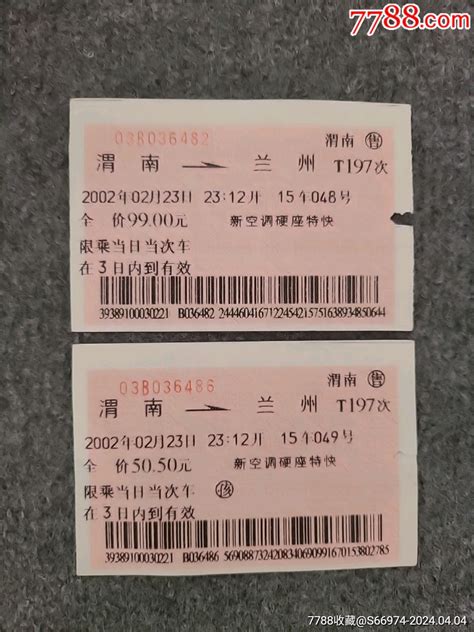 7788.com
03B036482
渭南 售
渭南 → 兰州 T197次
2002年02月23日 23:12开 15车048号
全 价99.00元 新空调硬座特快
限乘当日当次车
在3日内到有效
39389100030221 B036482 2444604167122454215751638934850644
03B036486
渭南 售
渭南 → 兰州 T197次
2002年02月23日 23:12开 15车049号
全 价50.50元 新空调硬座特快
限乘当日当次车 孩
在3日内到有效
39389100030221 B036486 5690887324208340690991670153802785
7788收藏@S66974-2024.04.04